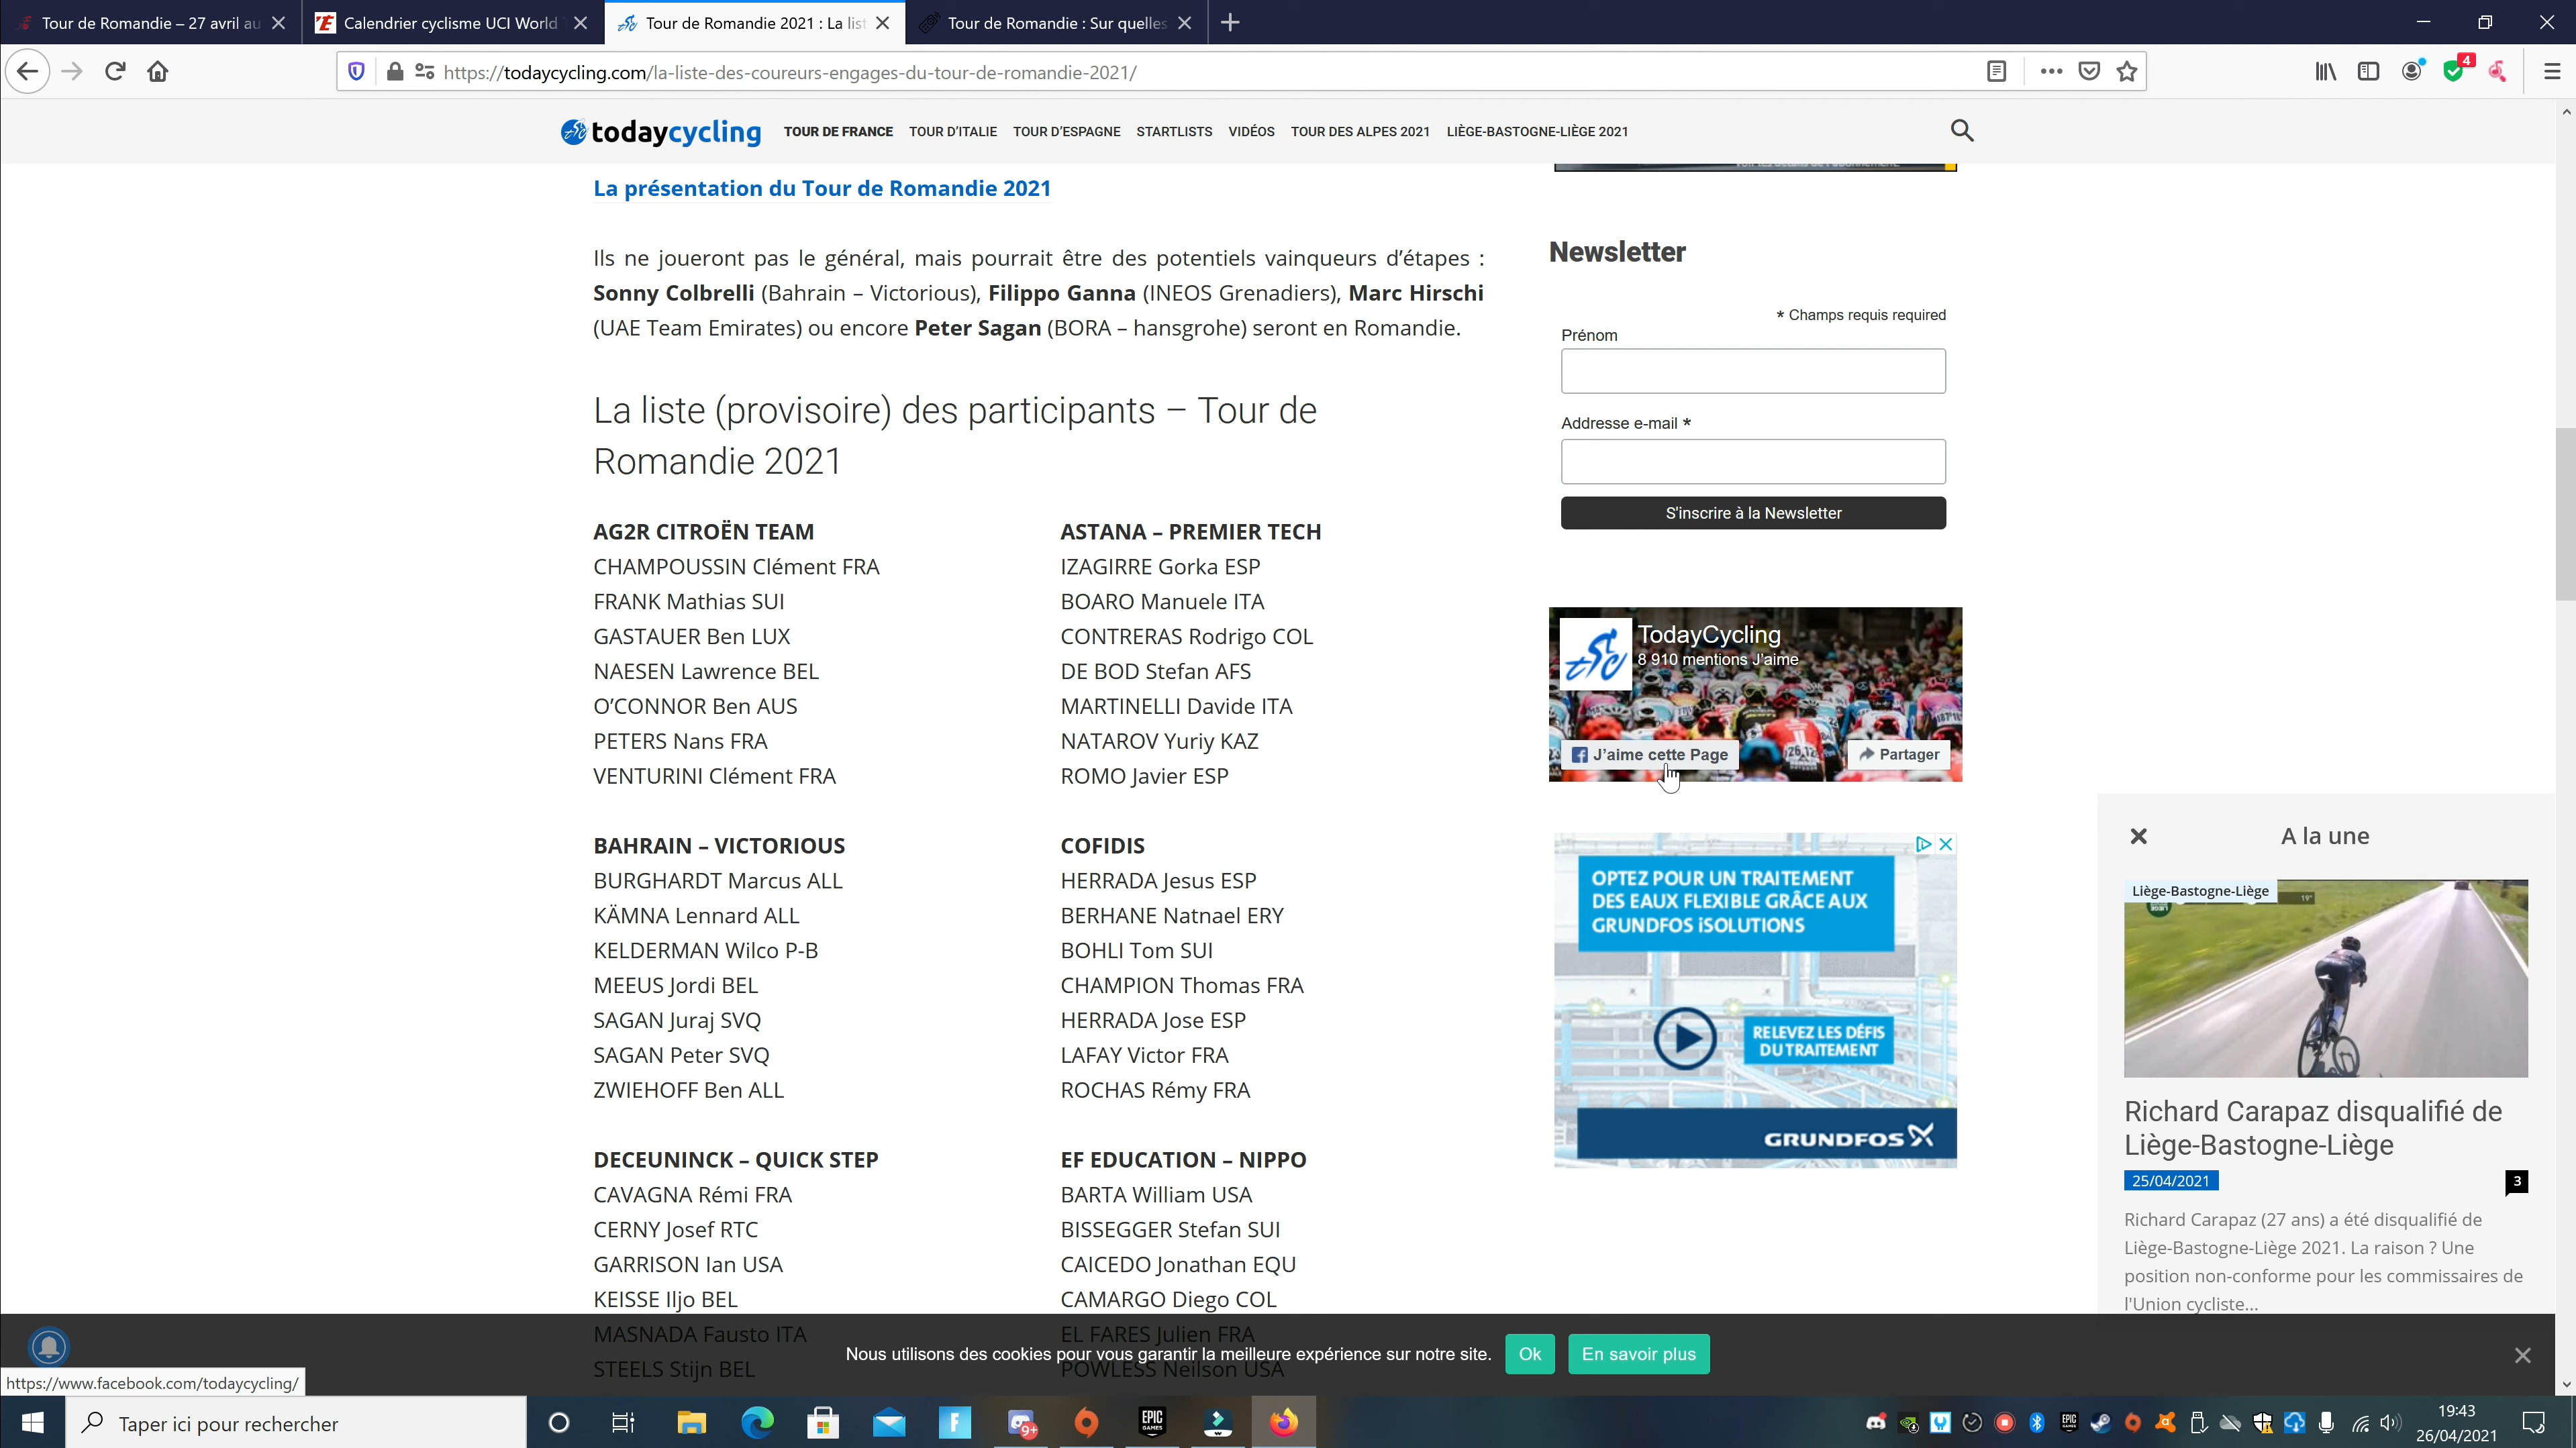 Tour de Romandie – 27 avril au
Calendrier cyclisme UCI World T
Tour de Romandie 2021 : La list
Tour de Romandie : Sur quelles
https://todaycycling.com/la-liste-des-coureurs-engages-du-tour-de-romandie-2021/
4
todaycycling
TOUR DE FRANCE TOUR D'ITALIE TOUR D'ESPAGNE STARTLISTS VIDÉOS TOUR DES ALPES 2021 LIÈGE-BASTOGNE-LIÈGE 2021
La présentation du Tour de Romandie 2021
Ils ne joueront pas le général, mais pourrait être des potentiels vainqueurs d'étapes :
Sonny Colbrelli (Bahrain – Victorious), Filippo Ganna (INEOS Grenadiers), Marc Hirschi
(UAE Team Emirates) ou encore Peter Sagan (BORA – hansgrohe) seront en Romandie.
La liste (provisoire) des participants – Tour de
Romandie 2021
AG2R CITROËN TEAM
CHAMPOUSSIN Clément FRA
FRANK Mathias SUI
GASTAUER Ben LUX
NAESEN Lawrence BEL
O'CONNOR Ben AUS
PETERS Nans FRA
VENTURINI Clément FRA
ASTANA – PREMIER TECH
IZAGIRRE Gorka ESP
BOARO Manuele ITA
CONTRERAS Rodrigo COL
DE BOD Stefan AFS
MARTINELLI Davide ITA
NATAROV Yuriy KAZ
ROMO Javier ESP
BAHRAIN – VICTORIOUS
BURGHARDT Marcus ALL
KÄMNA Lennard ALL
KELDERMAN Wilco P-B
MEEUS Jordi BEL
SAGAN Juraj SVQ
SAGAN Peter SVQ
ZWIEHOFF Ben ALL
COFIDIS
HERRADA Jesus ESP
BERHANE Natnael ERY
BOHLI Tom SUI
CHAMPION Thomas FRA
HERRADA Jose ESP
LAFAY Victor FRA
ROCHAS Rémy FRA
DECEUNINCK – QUICK STEP
CAVAGNA Rémi FRA
CERNY Josef RTC
GARRISON Ian USA
KEISSE Iljo BEL
MASNADA Fausto ITA
STEELS Stijn BEL
EF EDUCATION – NIPPO
BARTA William USA
BISSEGGER Stefan SUI
CAICEDO Jonathan EQU
CAMARGO Diego COL
EL FARES Julien FRA
POWLESS Neilson USA
Newsletter
* Champs requis required
Prénom
Addresse e-mail *
S'inscrire à la Newsletter
TodayCycling
8 910 mentions J'aime
J'aime cette Page
Partager
OPTEZ POUR UN TRAITEMENT
DES EAUX FLEXIBLE GRÂCE AUX
GRUNDFOS iSOLUTIONS
RELEVEZ LES DÉFIS
DU TRAITEMENT
GRUNDFOS
A la une
Liège-Bastogne-Liège
19"
Richard Carapaz disqualifié de
Liège-Bastogne-Liège
25/04/2021
3
Richard Carapaz (27 ans) a été disqualifié de
Liège-Bastogne-Liège 2021. La raison ? Une
position non-conforme pour les commissaires de
l'Union cycliste...
Nous utilisons des cookies pour vous garantir la meilleure expérience sur notre site.
Ok
En savoir plus
https://www.facebook.com/todaycycling/
Taper ici pour rechercher
9+
EPIC
GAMES
19:43
26/04/2021